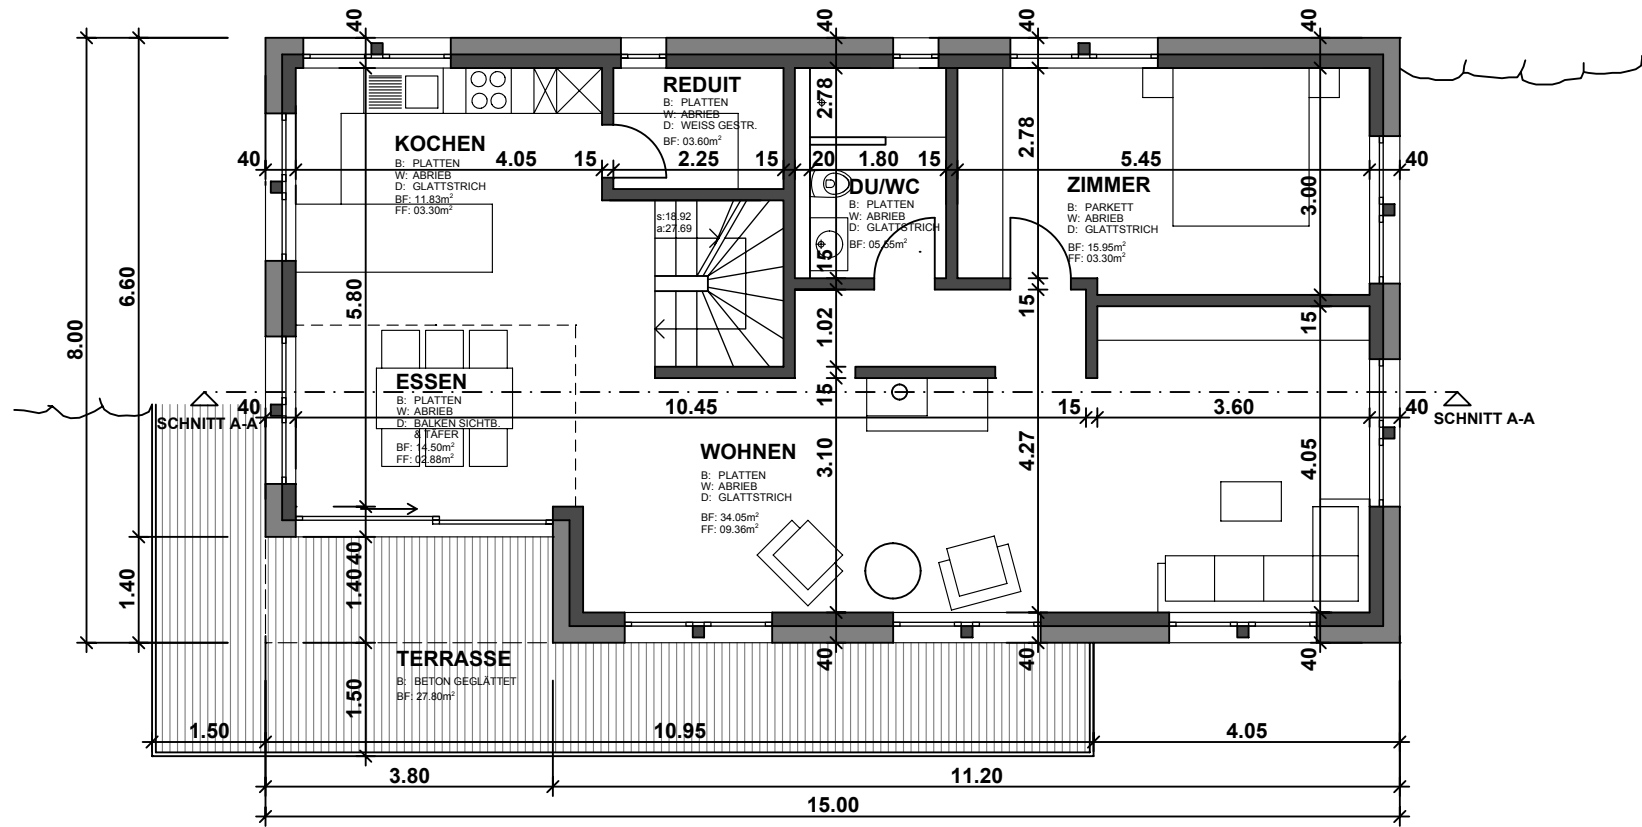 40
40
40
40
REDUIT
B: PLATTEN
W: ABRIEB
D: WEISS GESTR.
BF: 03.60m²
2.78
2.78
KOCHEN
B: PLATTEN
W: ABRIEB
D: GLATTSTRICH
BF: 11.83m²
FF: 03.30m²
40
4.05
15
2.25
15
20
1.80
15
5.45
40
DU/WC
B: PLATTEN
W: ABRIEB
D: GLATTSTRICH
BF: 05.55m²
ZIMMER
B: PARKETT
W: ABRIEB
D: GLATTSTRICH
BF: 15.95m²
FF: 03.30m²
3.00
s:18.92
a:27.69
6.60
5.80
8.00
15
15
15
1.02
15
ESSEN
B: PLATTEN
W: ABRIEB
D: BALKEN SICHTB.
& TÄFER
BF: 14.50m²
FF: 02.88m²
SCHNITT A-A
40
10.45
15
3.60
40
SCHNITT A-A
WOHNEN
B: PLATTEN
W: ABRIEB
D: GLATTSTRICH
BF: 34.05m²
FF: 09.36m²
3.10
4.27
4.05
40
1.40
1.40
40
40
40
TERRASSE
B: BETON GEGLÄTTET
BF: 27.80m²
1.50
1.50
10.95
4.05
3.80
11.20
15.00